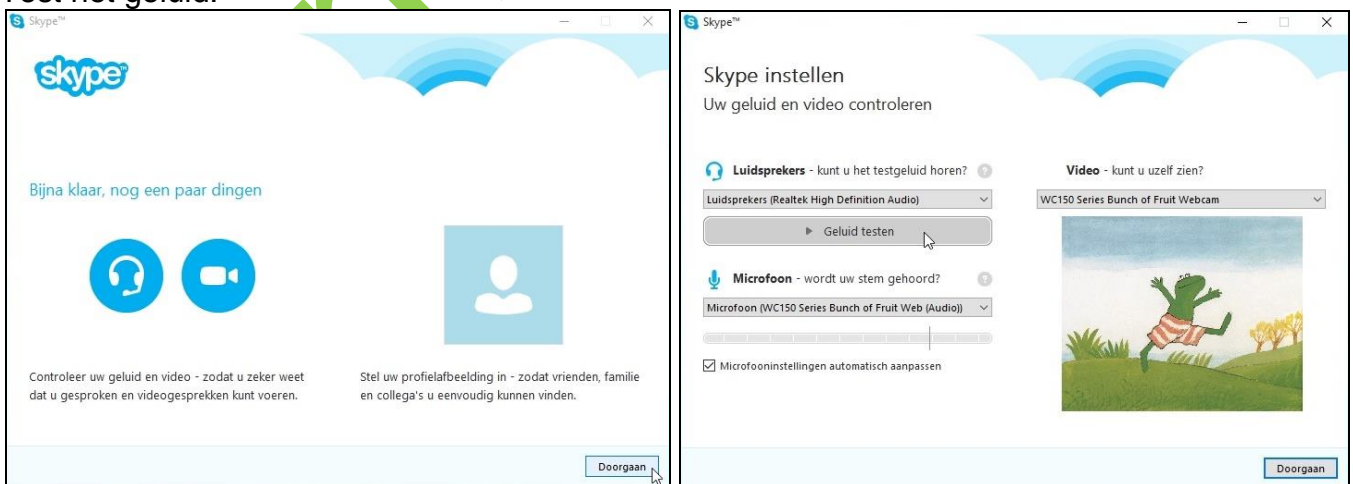 het geluid.
Skype™
skype
Bijna klaar, nog een paar dingen
Controleer uw geluid en video - zodat u zeker weet
dat u gesproken en videogesprekken kunt voeren.
Stel uw profielafbeelding in - zodat vrienden, familie
en collega's u eenvoudig kunnen vinden.
Doorgaan
Skype™
Skype instellen
Uw geluid en video controleren
Luidsprekers - kunt u het testgeluid horen? ?
Luidsprekers (Realtek High Definition Audio)
Geluid testen
Microfoon - wordt uw stem gehoord? ?
Microfoon (WC150 Series Bunch of Fruit Web (Audio))
Microfooninstellingen automatisch aanpassen
Video - kunt u uzelf zien?
WC150 Series Bunch of Fruit Webcam
Doorgaan